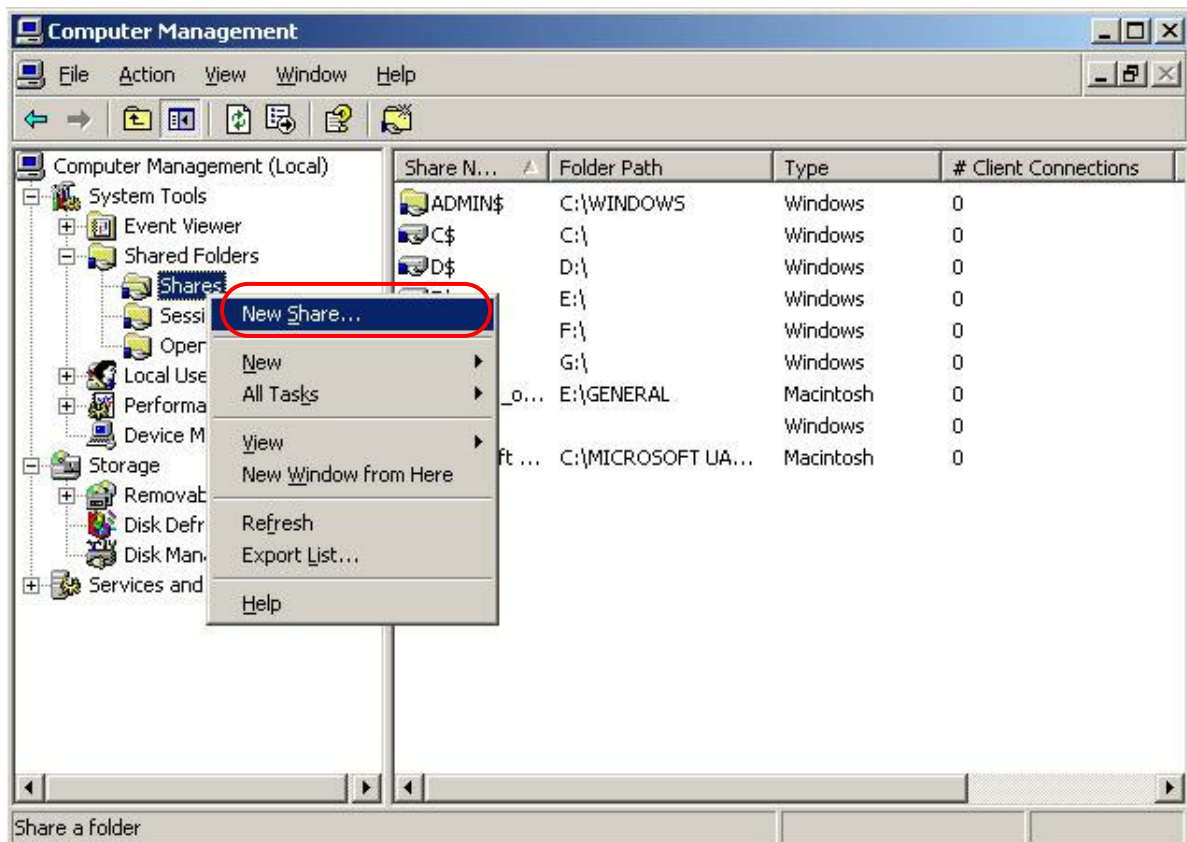 Computer Management
File Action View Window Help
Computer Management (Local)
System Tools
Event Viewer
Shared Folders
Shares
Sessi
Oper
Local Use
Performa
Device M
Storage
Removab
Disk Defr
Disk Man
Services and
New Share...
New
All Tasks
View
New Window from Here
Refresh
Export List...
Help
Share N... Folder Path Type # Client Connections
ADMIN$ C:\WINDOWS Windows 0
C$ C:\ Windows 0
D$ D:\ Windows 0
E:\ Windows 0
F:\ Windows 0
G:\ Windows 0
_o... E:\GENERAL Macintosh 0
Windows 0
ft ... C:\MICROSOFT UA... Macintosh 0
Share a folder